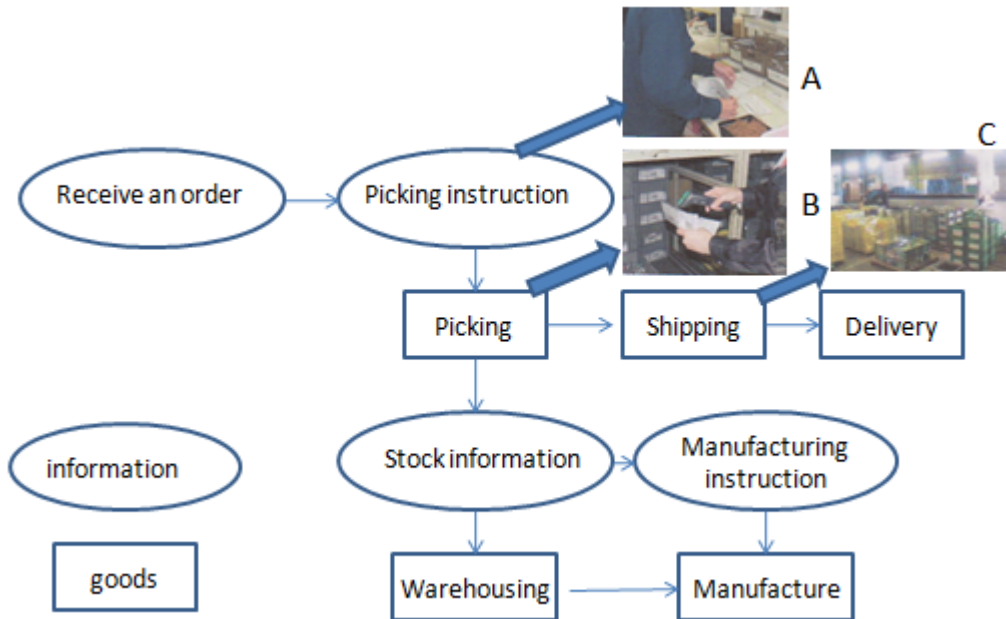 A
C
Receive an order
Picking instruction
B
Picking
Shipping
Delivery
Stock information
Manufacturing
instruction
information
goods
Warehousing
Manufacture